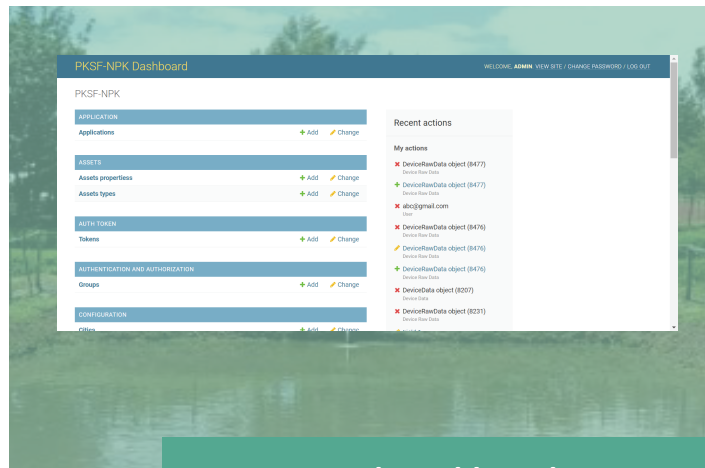 PKSF-NPK Dashboard
WELCOME, ADMIN. VIEW SITE / CHANGE PASSWORD / LOG OUT
PKSF-NPK
APPLICATION
Applications + Add Change
ASSETS
Assets propertiess + Add Change
Assets types + Add Change
AUTH TOKEN
Tokens + Add Change
AUTHENTICATION AND AUTHORIZATION
Groups + Add Change
CONFIGURATION
Cities + Add Change
Recent actions
My actions
DeviceRawData object (8477)
Device Raw Data
DeviceRawData object (8477)
Device Raw Data
abc@gmail.com
User
DeviceRawData object (8476)
Device Raw Data
DeviceRawData object (8476)
Device Raw Data
DeviceRawData object (8476)
Device Raw Data
DeviceData object (8207)
Device Data
DeviceRawData object (8231)
Device Raw Data